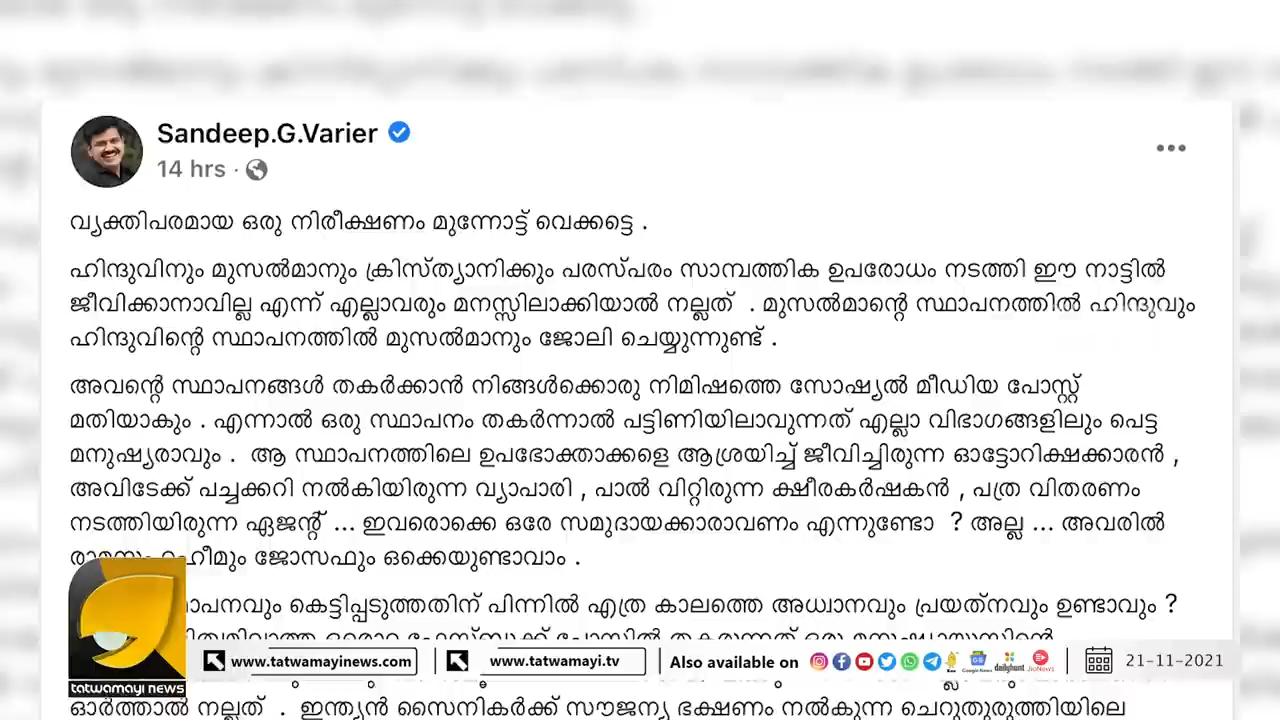 Sandeep.G.Varier
14 hrs ·
വ്യക്തിപരമായ ഒരു നിരീക്ഷണം മുന്നോട്ട് വെക്കട്ടെ .
ഹിന്ദുവിനും മുസൽമാനും ക്രിസ്ത്യാനിക്കും പരസ്പരം സാമ്പത്തിക ഉപരോധം നടത്തി ഈ നാട്ടിൽ
ജീവിക്കാനാവില്ല എന്ന് എല്ലാവരും മനസ്സിലാക്കിയാൽ നല്ലത് . മുസൽമാന്റെ സ്ഥാപനത്തിൽ ഹിന്ദുവും
ഹിന്ദുവിന്റെ സ്ഥാപനത്തിൽ മുസൽമാനും ജോലി ചെയ്യുന്നുണ്ട് .
അവന്റെ സ്ഥാപനങ്ങൾ തകർക്കാൻ നിങ്ങൾക്കൊരു നിമിഷത്തെ സോഷ്യൽ മീഡിയ പോസ്റ്റ്
മതിയാകും . എന്നാൽ ഒരു സ്ഥാപനം തകർന്നാൽ പട്ടിണിയിലാവുന്നത് എല്ലാ വിഭാഗങ്ങളിലും പെട്ട
മനുഷ്യരാവും . ആ സ്ഥാപനത്തിലെ ഉപഭോക്താക്കളെ ആശ്രയിച്ച് ജീവിച്ചിരുന്ന ഓട്ടോറിക്ഷക്കാരൻ ,
അവിടേക്ക് പച്ചക്കറി നൽകിയിരുന്ന വ്യാപാരി , പാൽ വിറ്റിരുന്ന ക്ഷീരകർഷകൻ , പത്ര വിതരണം
നടത്തിയിരുന്ന ഏജന്റ് ... ഇവരൊക്കെ ഒരേ സമുദായക്കാരാവണം എന്നുണ്ടോ ? അല്ല ... അവരിൽ
ജോസഫും ഒക്കെയുണ്ടാവാം .
കെട്ടിപ്പടുത്തതിന് പിന്നിൽ എത്ര കാലത്തെ അധ്വാനവും പ്രയത്നവും ഉണ്ടാവും ?
tatwamayi news
www.tatwamayinews.com
www.tatwamayi.tv
Also available on
Google News
dailyhunt
JioNews
21-11-2021
ഓർത്താൽ നല്ലത് . ഇന്ത്യൻ സൈനികർക്ക് സൗജന്യ ഭക്ഷണം നൽകുന്ന ചെറുതുരുത്തിയിലെ